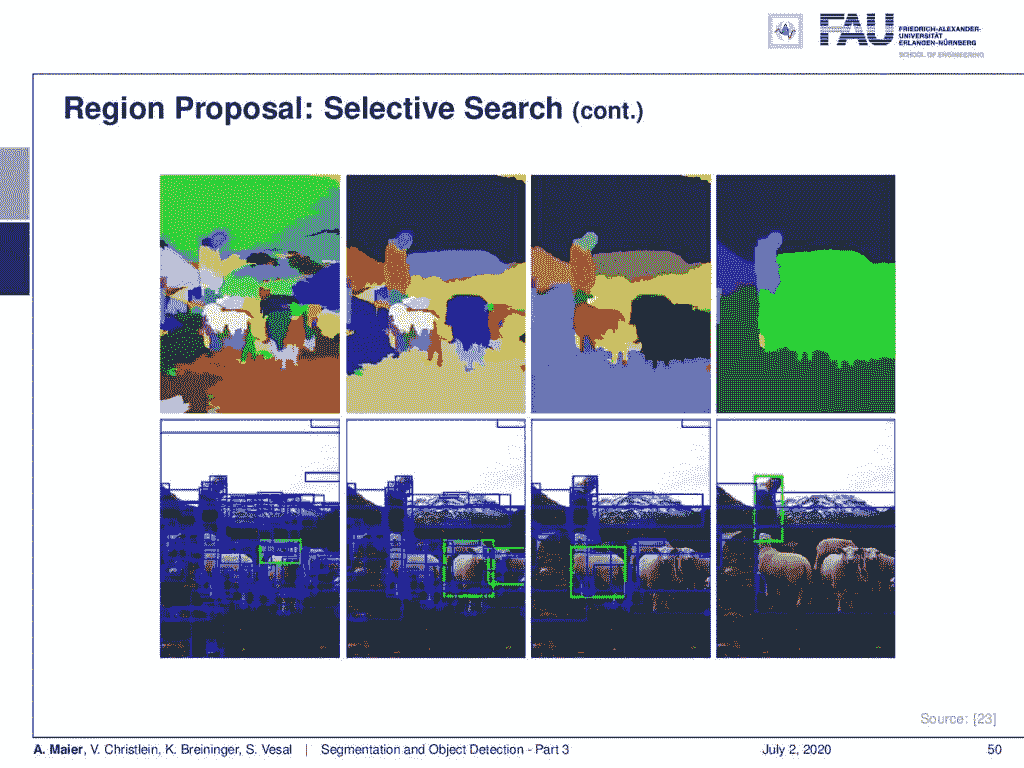 FAU
FRIEDRICH-ALEXANDER-
UNIVERSITÄT
ERLANGEN-NÜRNBERG
SCHOOL OF ENGINEERING
Region Proposal: Selective Search (cont.)
Source: [23]
A. Maier, V. Christlein, K. Breininger, S. Vesal | Segmentation and Object Detection - Part 3 July 2, 2020 50